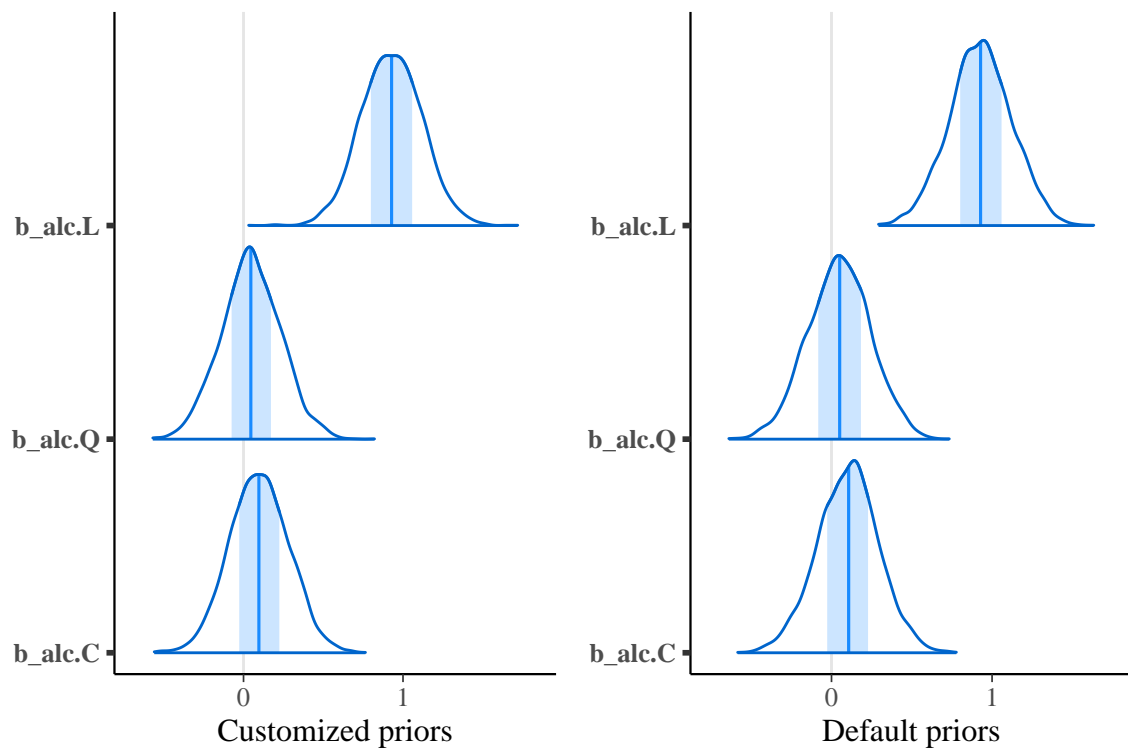 b_alc.L
b_alc.Q
b_alc.C
0 1
Customized priors
b_alc.L
b_alc.Q
b_alc.C
0 1
Default priors